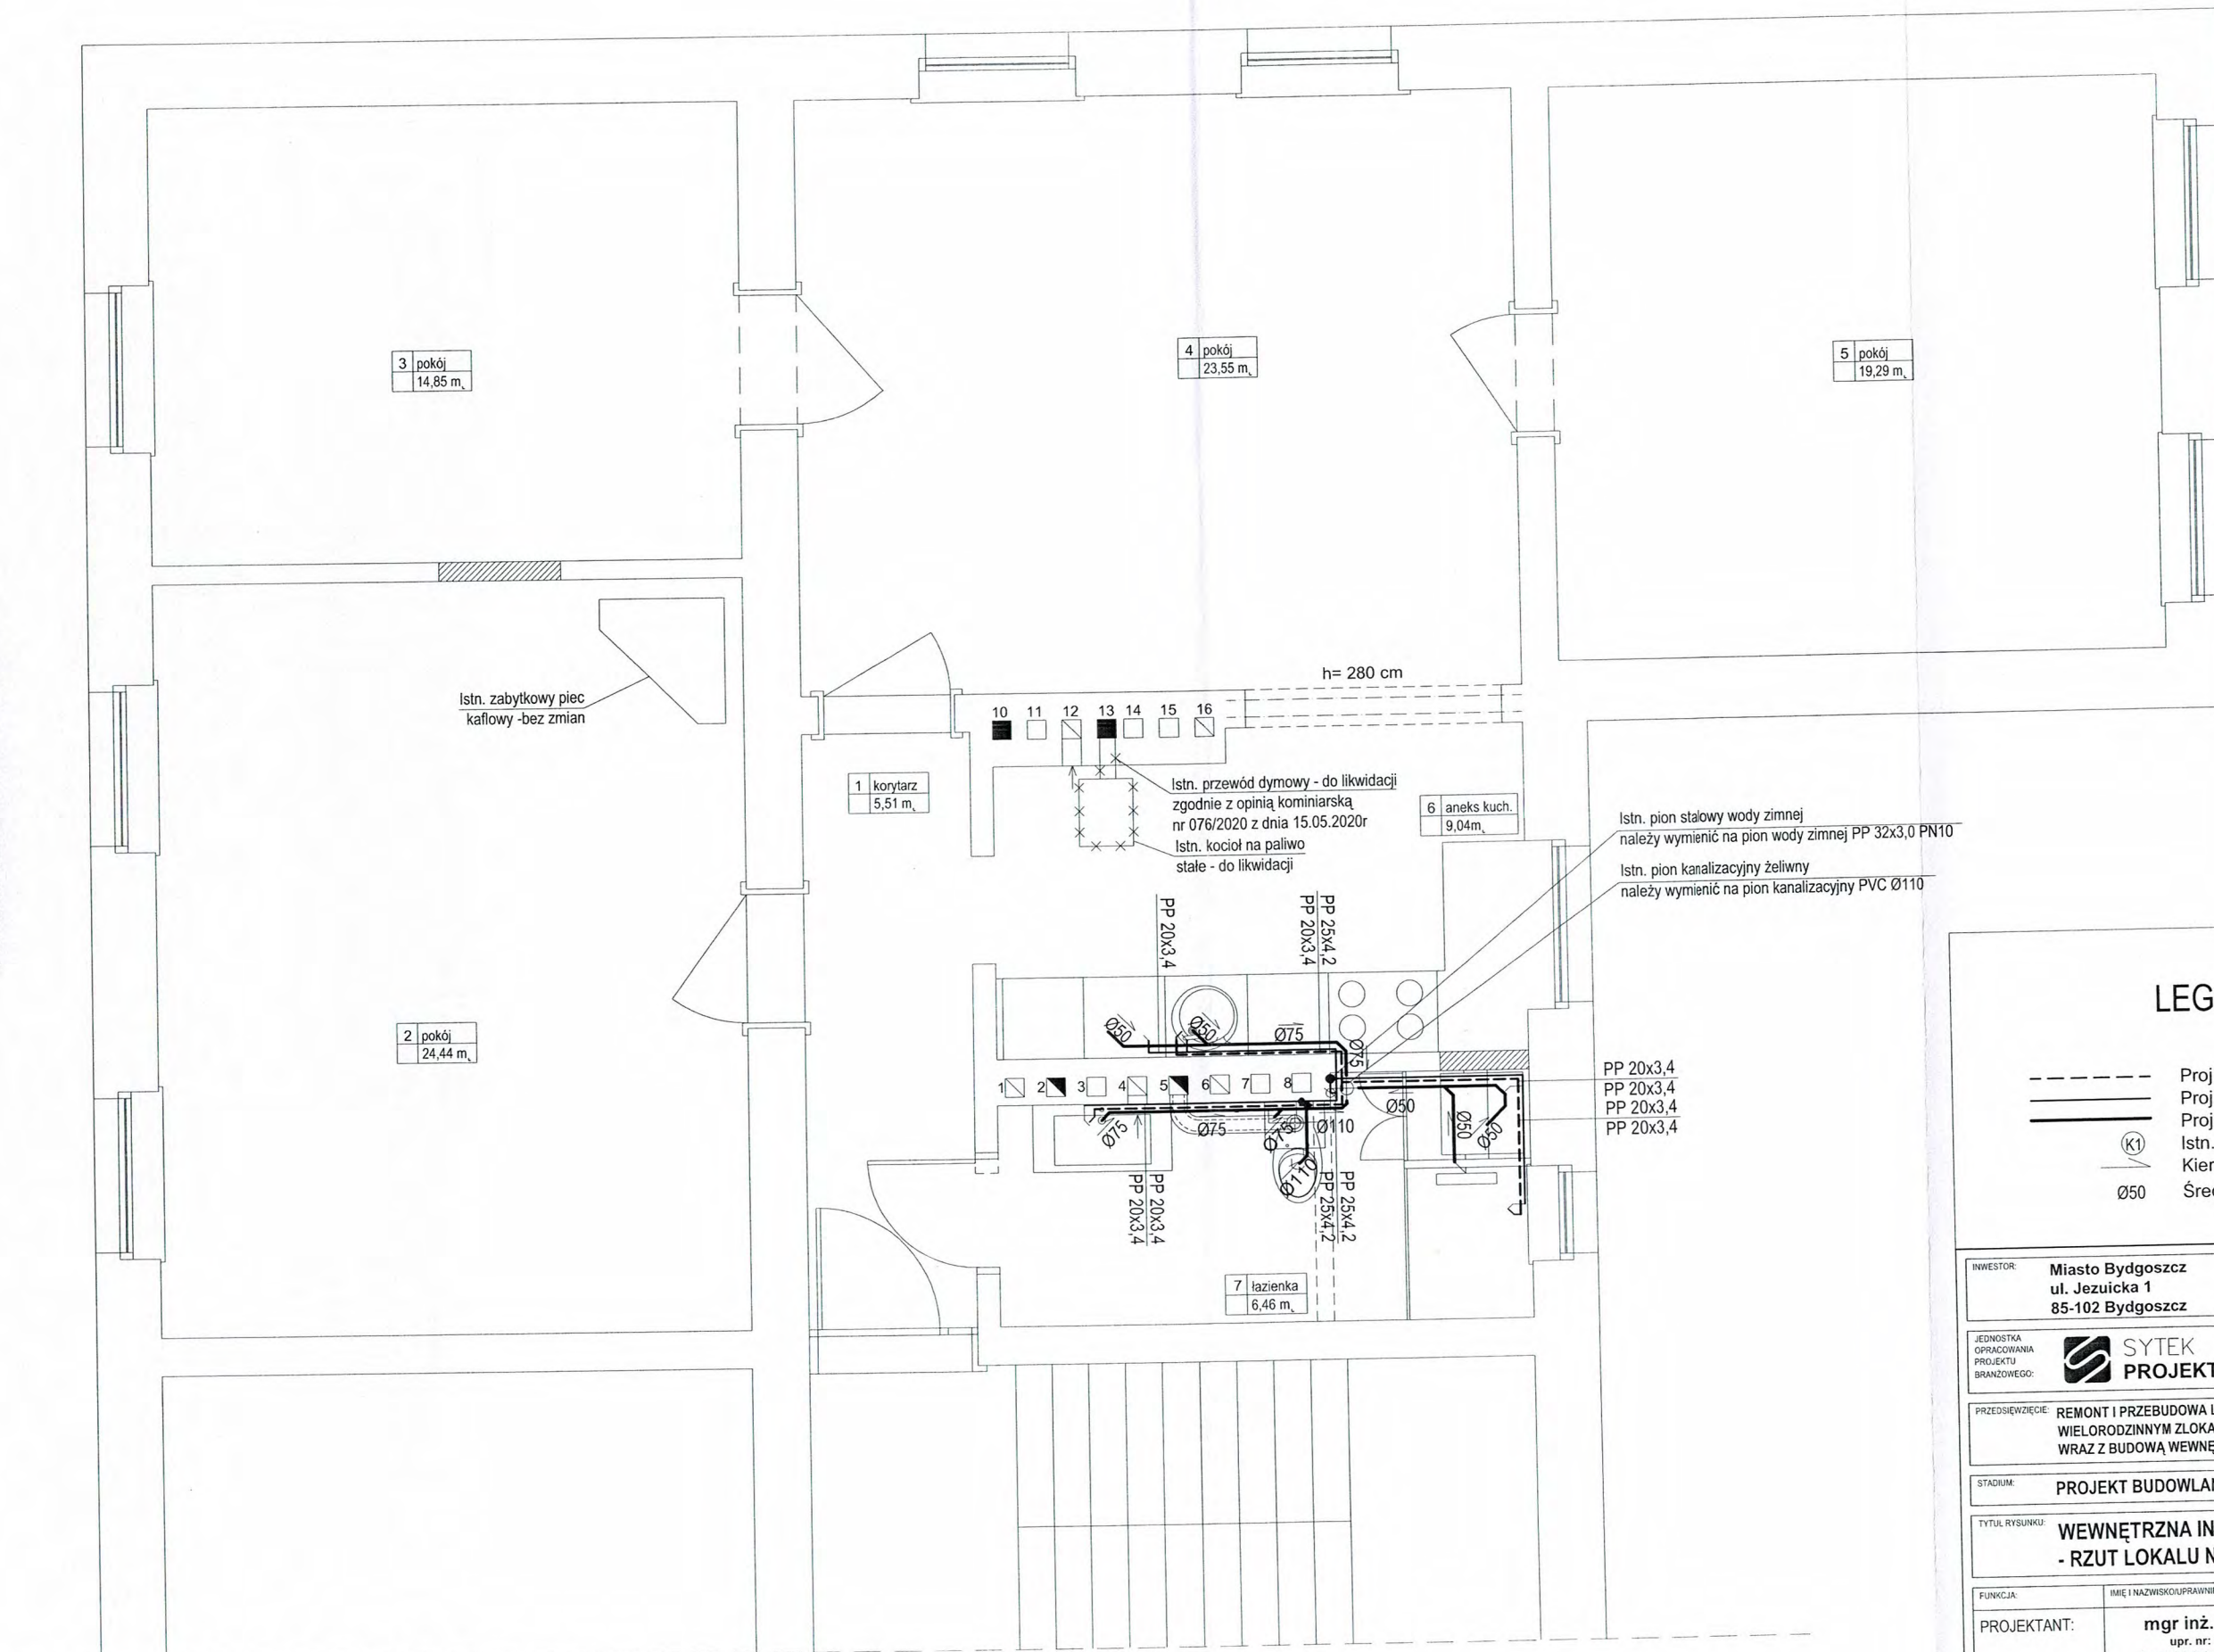 3 pokój
14,85 m
4 pokój
23,55 m
5 pokój
19,29 m
Istn. zabytkowy piec
kaflowy -bez zmian
h= 280 cm
10 11 12 13 14 15 16
1 korytarz
5,51 m
Istn. przewód dymowy - do likwidacji
zgodnie z opinią kominiarską
nr 076/2020 z dnia 15.05.2020r
Istn. kocioł na paliwo
stałe - do likwidacji
6 aneks kuch.
9,04m
Istn. pion stalowy wody zimnej
należy wymienić na pion wody zimnej PP 32x3,0 PN10
Istn. pion kanalizacyjny żeliwny
należy wymienić na pion kanalizacyjny PVC Ø110
PP 20x3,4
PP 20x3,4
PP 25x4,2
2 pokój
24,44 m
Ø50
Ø50
Ø75
Ø75
1 2 3 4 5 6 7 8
PP 20x3,4
PP 20x3,4
PP 20x3,4
PP 20x3,4
Ø75
Ø75
Ø75
Ø110
Ø50
Ø50
Ø50
Ø110
PP 20x3,4
PP 20x3,4
PP 25x4,2
PP 25x4,2
7 łazienka
6,46 m
LEG
Proj
Proj
Proj
K1 Istn.
Kier
Ø50 Śre
INWESTOR: Miasto Bydgoszcz
ul. Jezuicka 1
85-102 Bydgoszcz
JEDNOSTKA
OPRACOWANIA
PROJEKTU
BRANŻOWEGO:
SYTEK
PROJEKT
PRZEDSIĘWZIĘCIE: REMONT I PRZEBUDOWA L
WIELORODZINNYM ZLOKA
WRAZ Z BUDOWĄ WEWNĘ
STADIUM: PROJEKT BUDOWLAN
TYTUŁ RYSUNKU: WEWNĘTRZNA IN
- RZUT LOKALU N
FUNKCJA: IMIĘ I NAZWISKO/UPRAWNIE
PROJEKTANT: mgr inż.
upr. nr: